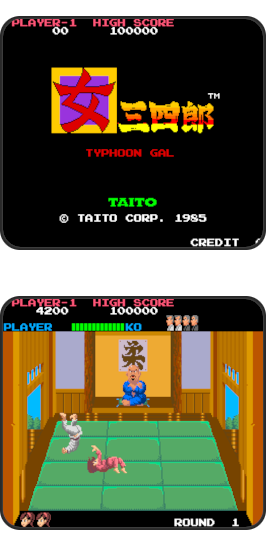 PLAYER-1 HIGH SCORE
00 100000
女三四郎 ™
TYPHOON GAL
TAITO
© TAITO CORP. 1985
CREDIT
PLAYER-1 HIGH SCORE
4200 100000
PLAYER KO
柔
ROUND 1